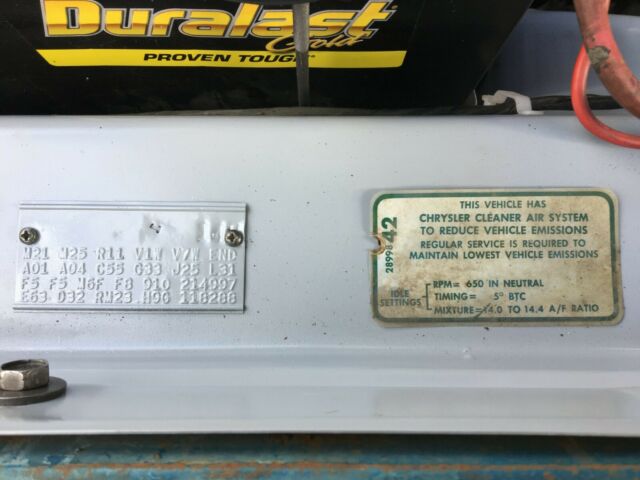 Duralast
Gold
PROVEN TOUGH
M21 M25 R11 V1W V7W END
A01 A04 C55 G33 J25 L31
F5 F5 M6F F8 910 214997
E63 D32 RM23 N0G 118288
THIS VEHICLE HAS
CHRYSLER CLEANER AIR SYSTEM
TO REDUCE VEHICLE EMISSIONS
REGULAR SERVICE IS REQUIRED TO
MAINTAIN LOWEST VEHICLE EMISSIONS
2899842
IDLE SETTINGS
RPM= 650 IN NEUTRAL
TIMING= 5° BTC
MIXTURE=14.0 TO 14.4 A/F RATIO